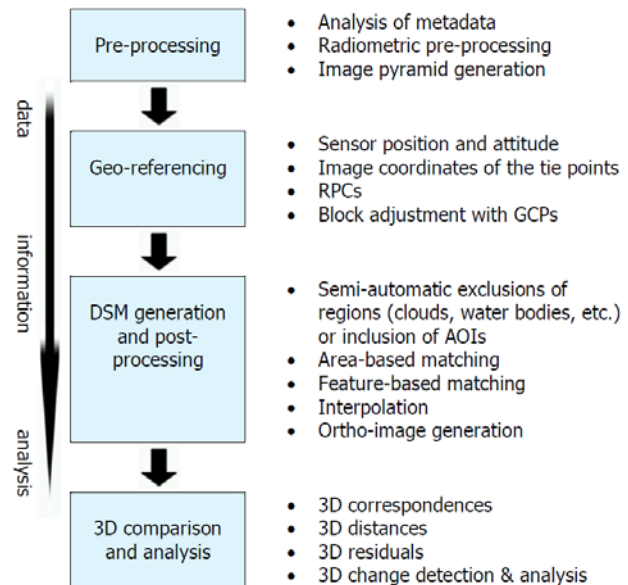 Pre-processing
• Analysis of metadata
• Radiometric pre-processing
• Image pyramid generation
data
Geo-referencing
• Sensor position and attitude
• Image coordinates of the tie points
• RPCs
• Block adjustment with GCPs
information
DSM generation
and post-
processing
• Semi-automatic exclusions of
regions (clouds, water bodies, etc.)
or inclusion of AOIs
• Area-based matching
• Feature-based matching
• Interpolation
• Ortho-image generation
analysis
3D comparison
and analysis
• 3D correspondences
• 3D distances
• 3D residuals
• 3D change detection & analysis